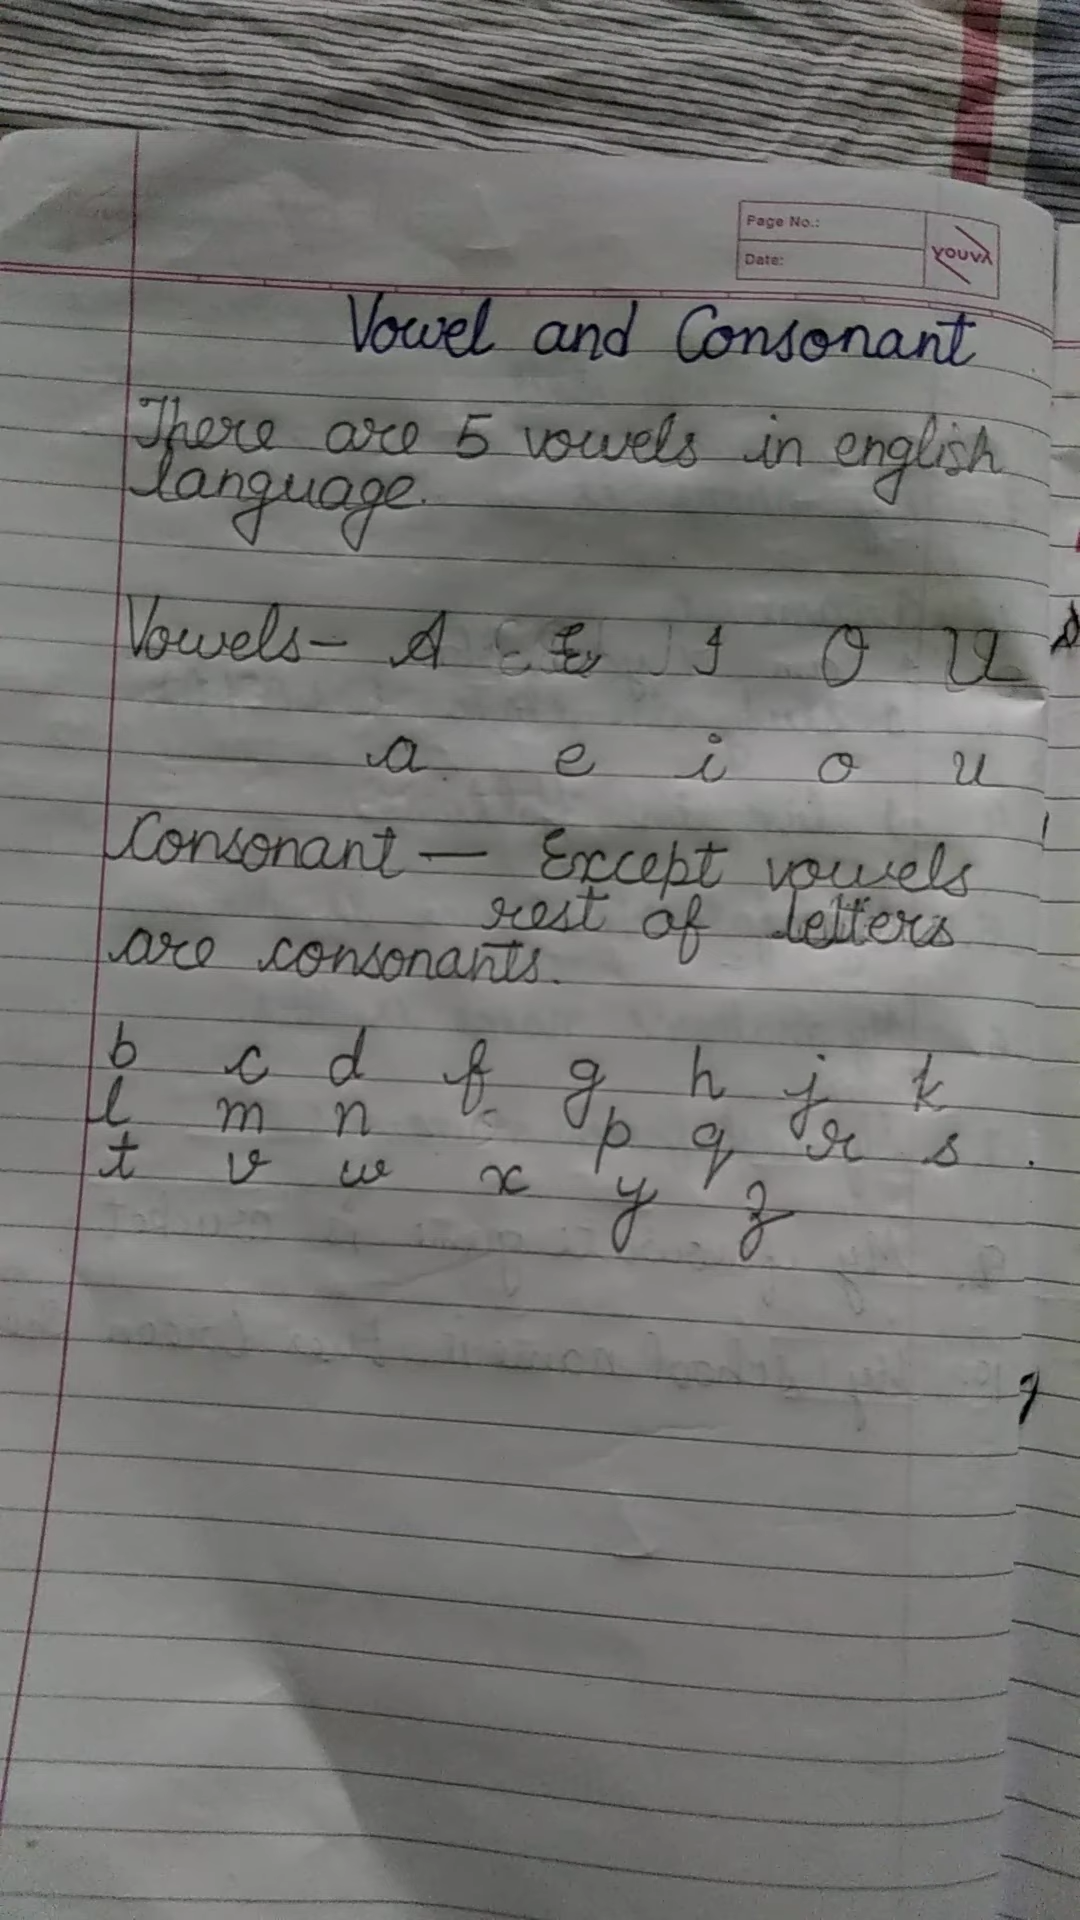 Page No.:
Date:
YOUVA
Vowel and Consonant
There are 5 vowels in english
language.
Vowels- A E I O U
a e i o u
Consonant - Except vowels
rest of letters
are consonants.
b c d f g h j k
l m n p q r s
t v w x y z